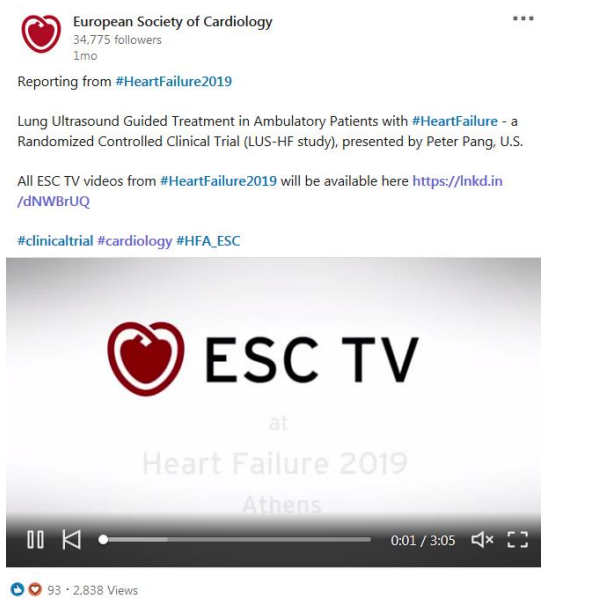 European Society of Cardiology
34,775 followers
1mo
Reporting from #HeartFailure2019
Lung Ultrasound Guided Treatment in Ambulatory Patients with #HeartFailure - a
Randomized Controlled Clinical Trial (LUS-HF study), presented by Peter Pang, U.S.
All ESC TV videos from #HeartFailure2019 will be available here https://lnkd.in
/dNWBrUQ
#clinicaltrial #cardiology #HFA_ESC
ESC TV
at
Heart Failure 2019
Athens
0:01 / 3:05
93 · 2,838 Views